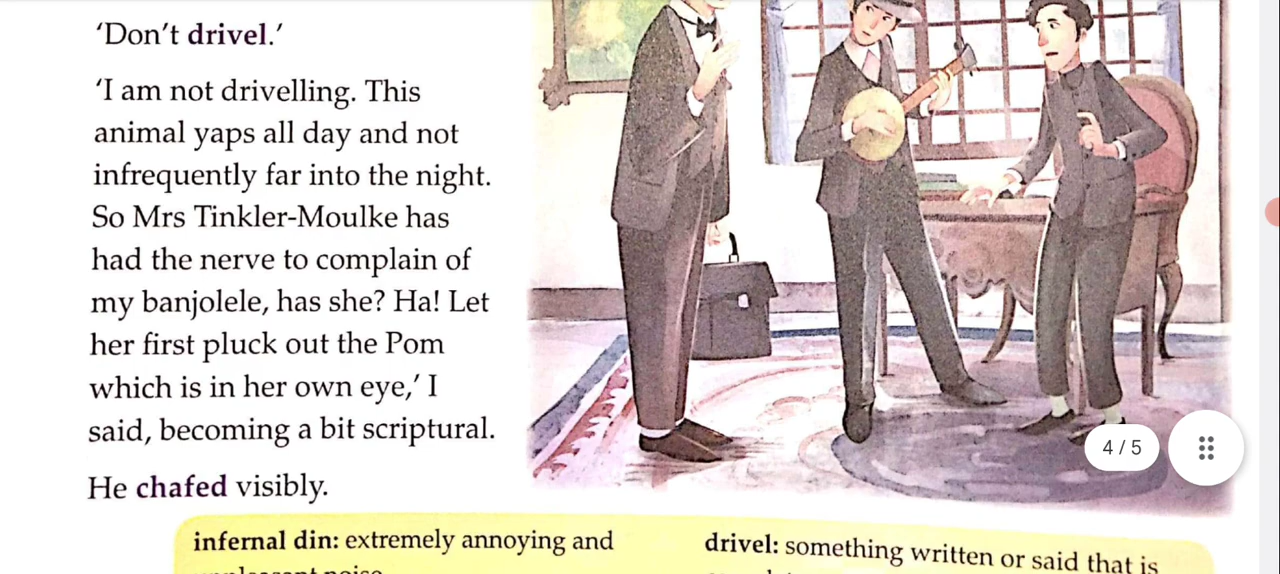 ‘Don’t drivel.’
‘I am not drivelling. This
animal yaps all day and not
infrequently far into the night.
So Mrs Tinkler-Moulke has
had the nerve to complain of
my banjolele, has she? Ha! Let
her first pluck out the Pom
which is in her own eye,’ I
said, becoming a bit scriptural.
He chafed visibly.
4 / 5
infernal din: extremely annoying and
drivel: something written or said that is